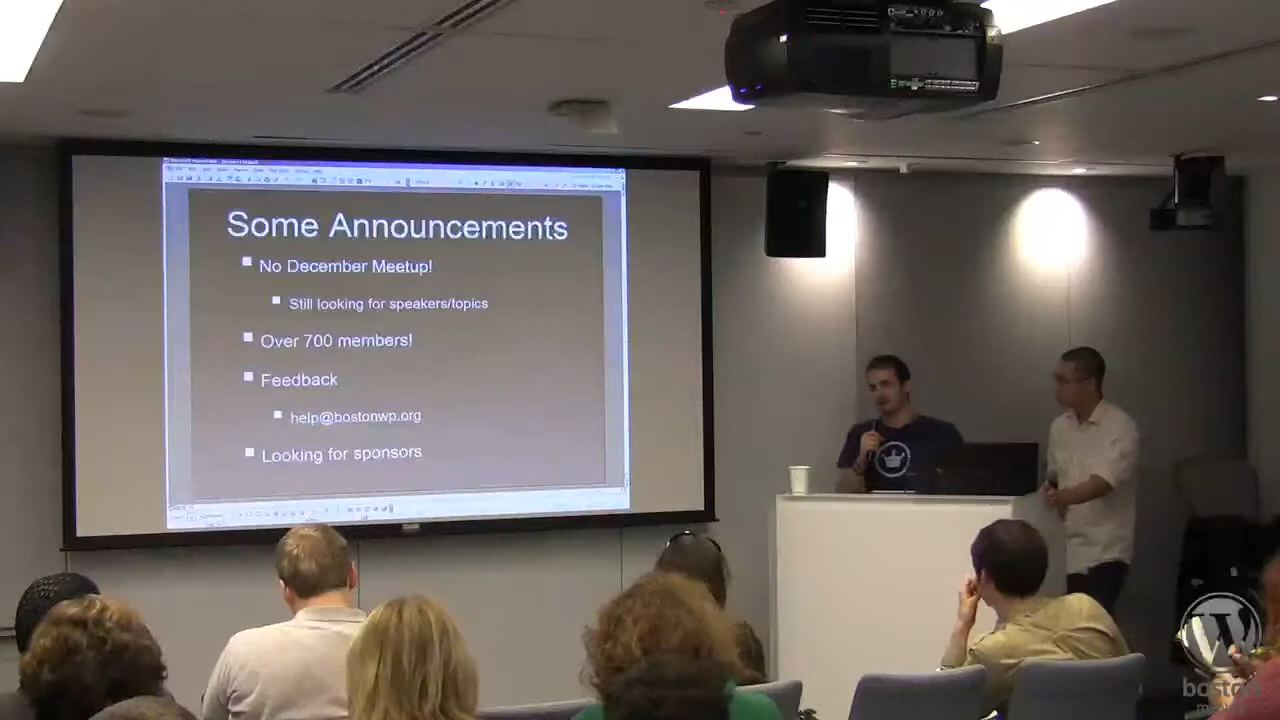 Some Announcements
No December Meetup!
Still looking for speakers/topics
Over 700 members!
Feedback
help@bostonwp.org
Looking for sponsors
W
boston